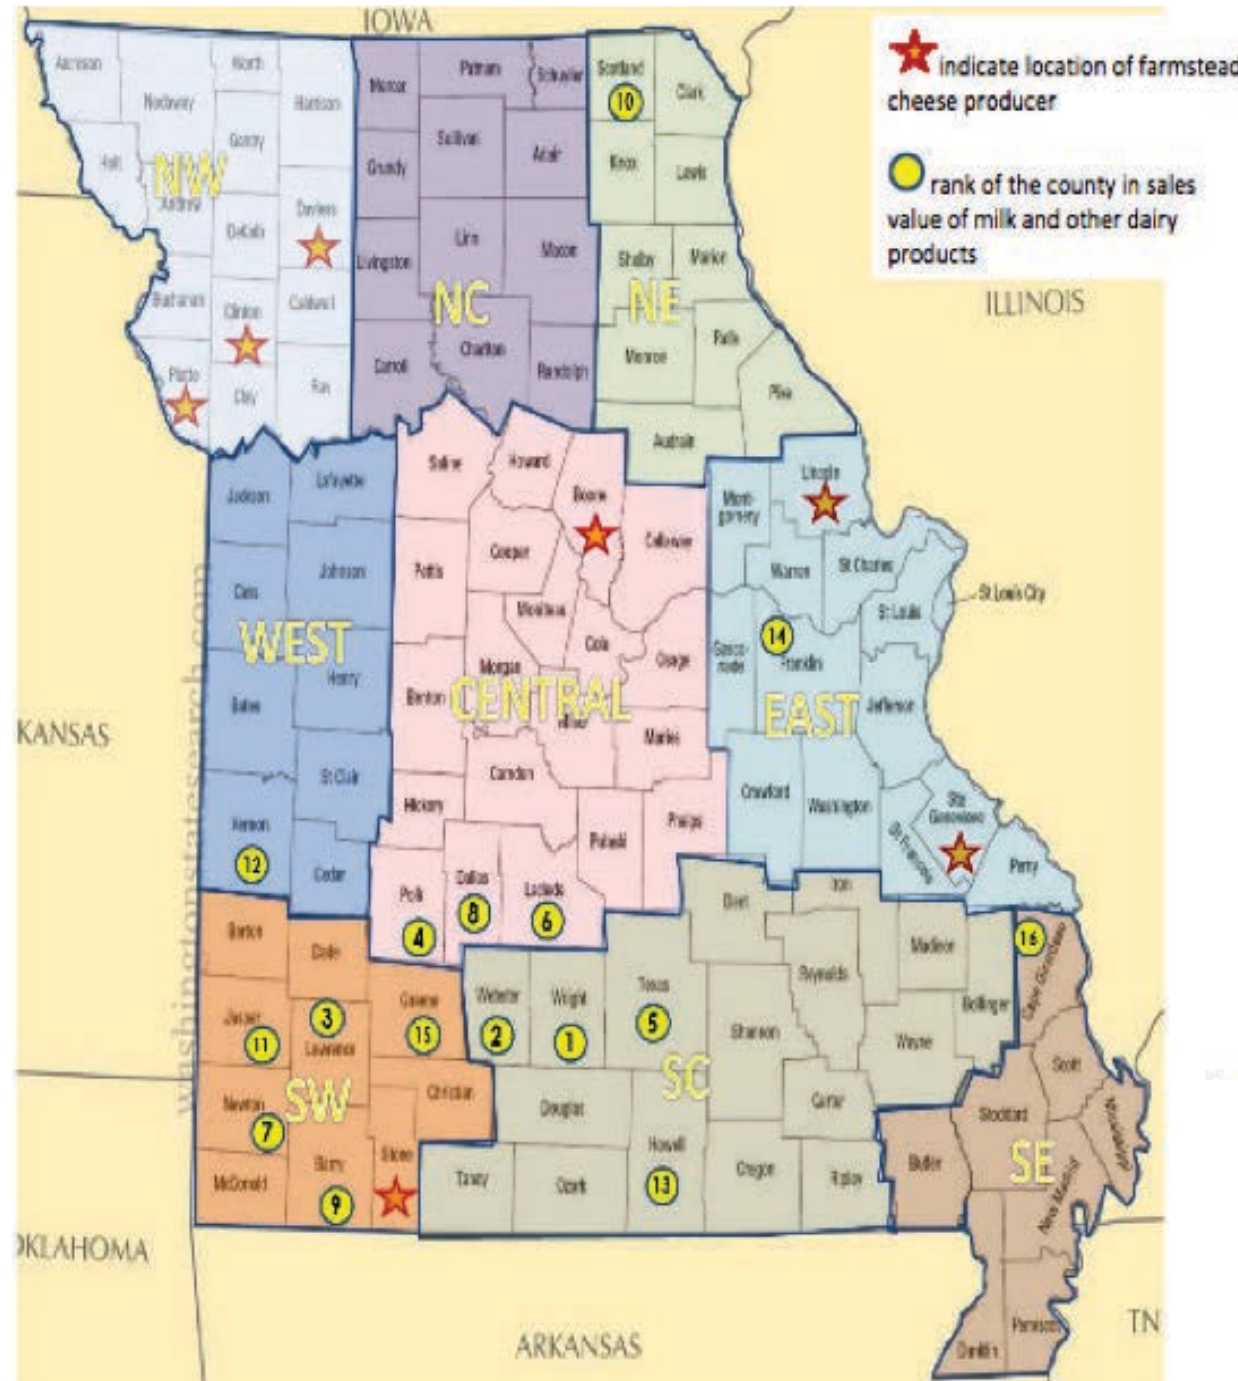 IOWA
indicate location of farmstead
cheese producer
rank of the county in sales
value of milk and other dairy
products
ILLINOIS
Atchison
Nodaway
Worth
Harrison
Mercer
Putnam
Schuyler
Scotland
10
Clark
Holt
Gentry
Sullivan
Adair
Grundy
Knox
Lewis
NW
Andrew
DeKalb
Daviess
Livingston
Linn
Macon
Shelby
Marion
NC
NE
Buchanan
Clinton
Caldwell
Chariton
Monroe
Ralls
Platte
Clay
Ray
Carroll
Randolph
Pike
Audrain
Saline
Howard
Boone
Lincoln
Jackson
Lafayette
Mont-
gomery
Callaway
Cooper
Pettis
Johnson
Cass
Warren
St Charles
St Louis City
St Louis
Moniteau
Cole
14
Franklin
Gasco-
nade
WEST
Henry
Morgan
Osage
Benton
CENTRAL
EAST
Jefferson
Bates
Miller
Maries
KANSAS
St Clair
Camden
Crawford
Washington
Hickory
Pulaski
Phelps
Ste
Genevieve
St Francois
Perry
Vernon
12
Cedar
Polk
4
Dallas
8
Laclede
6
Dent
Iron
Madison
Bollinger
16
Cape Girardeau
Barton
Dade
Reynolds
Greene
15
Webster
2
Wright
1
Texas
5
Shannon
Wayne
Jasper
11
3
Lawrence
SC
Scott
Christian
Newton
7
SW
Douglas
Carter
Stoddard
Mississippi
Barry
9
Stone
McDonald
Taney
Ozark
Howell
13
Oregon
Ripley
Butler
SE
New Madrid
OKLAHOMA
ARKANSAS
TN
Pemiscot
Dunklin
washingtonstatesearch.com